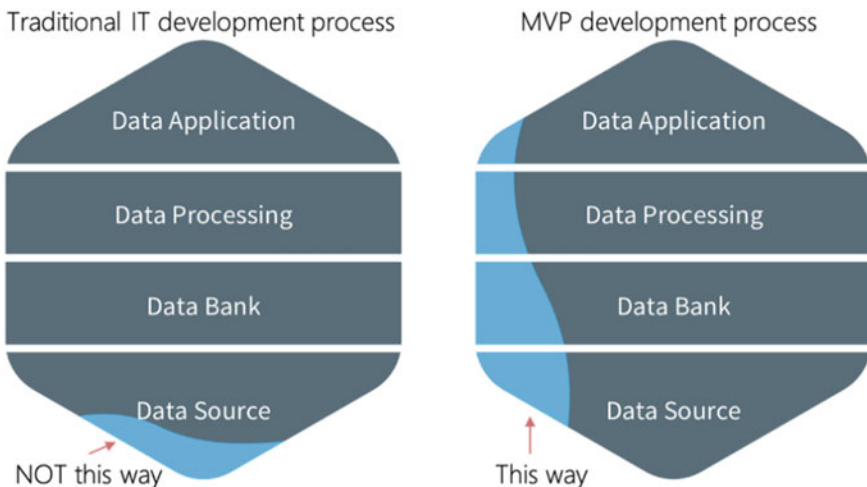 Traditional IT development process
Data Application
Data Processing
Data Bank
Data Source
NOT this way
MVP development process
Data Application
Data Processing
Data Bank
Data Source
This way